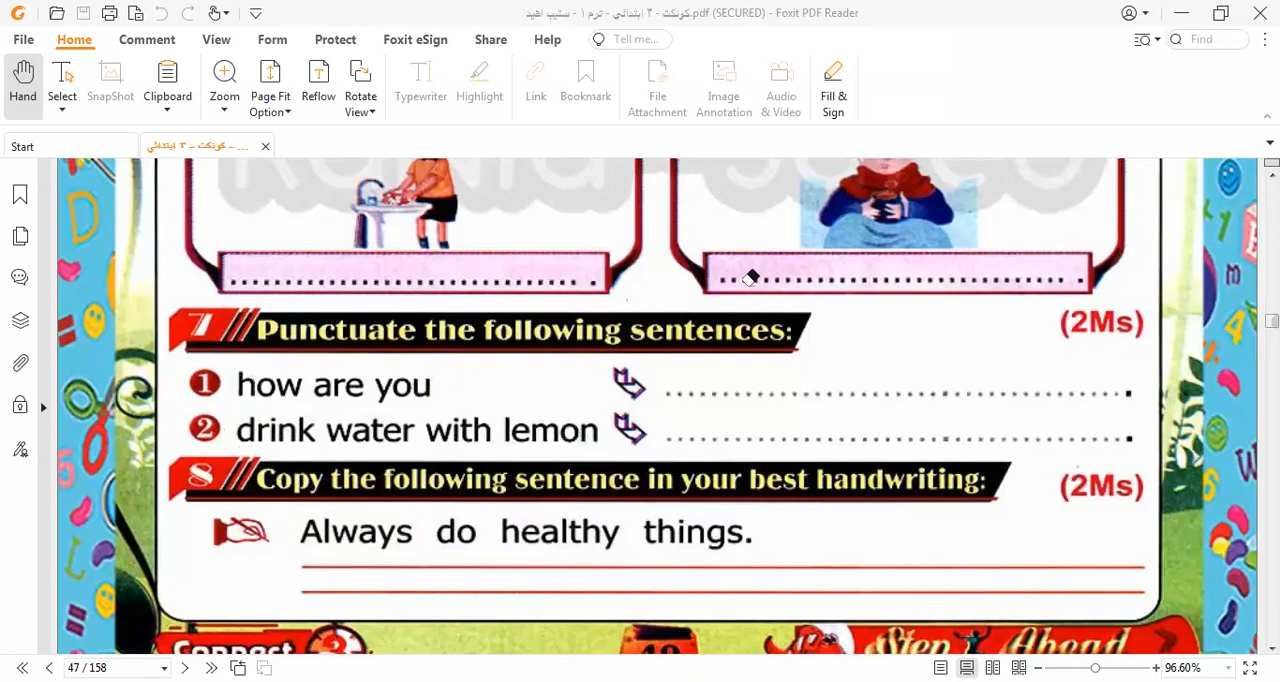 كونكت - ٣ ابتدائي - ترم ١ - ستيب اهيد.pdf (SECURED) - Foxit PDF Reader
File Home Comment View Form Protect Foxit eSign Share Help Tell me... Find
Hand Select SnapShot Clipboard Zoom Page Fit Option Reflow Rotate View Typewriter Highlight Link Bookmark File Attachment Image Annotation Audio & Video Fill & Sign
Start كونكت - ٣ ابتدائي - ...
7 Punctuate the following sentences: (2Ms)
1 how are you
2 drink water with lemon
8 Copy the following sentence in your best handwriting: (2Ms)
Always do healthy things.
Connect 3 Step Ahead
47 / 158 96.60%